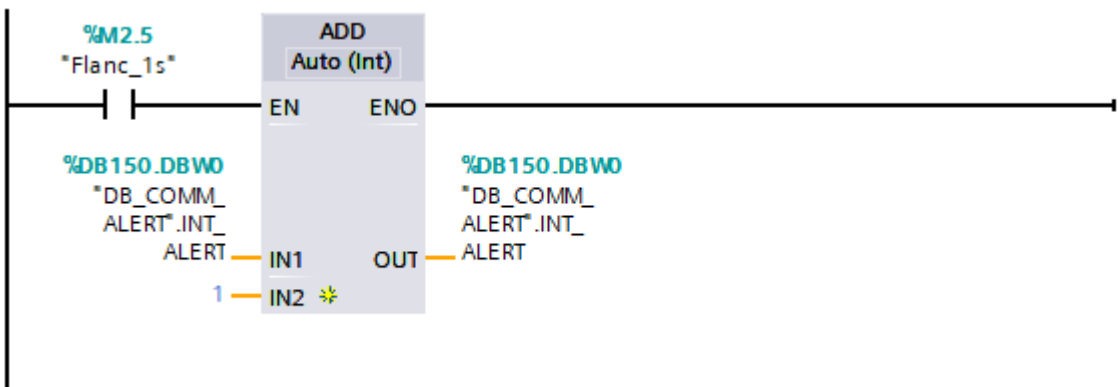 %M2.5
"Flanc_1s"
ADD
Auto (Int)
EN
ENO
%DB150.DBW0
"DB_COMM_
ALERT".INT_
ALERT
IN1
1
IN2
OUT
%DB150.DBW0
"DB_COMM_
ALERT".INT_
ALERT